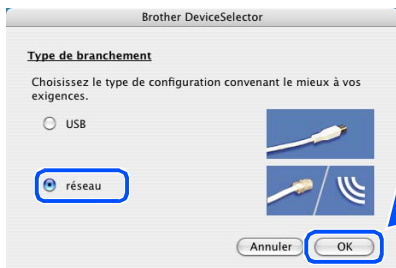 Brother DeviceSelector
Type de branchement
Choisissez le type de configuration convenant le mieux à vos
exigences.
USB
réseau
Annuler OK